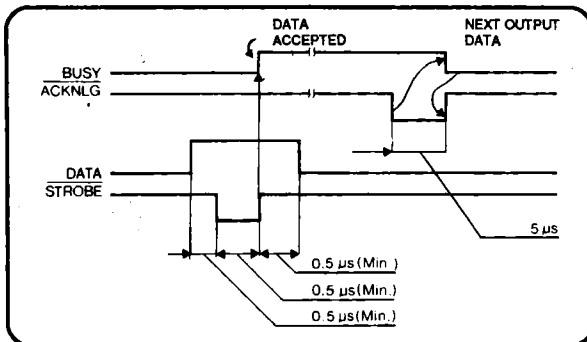 DATA
ACCEPTED
NEXT OUTPUT
DATA
BUSY
ACKNLG
DATA
STROBE
5 µs
0.5 µs (Min.)
0.5 µs (Min.)
0.5 µs (Min.)